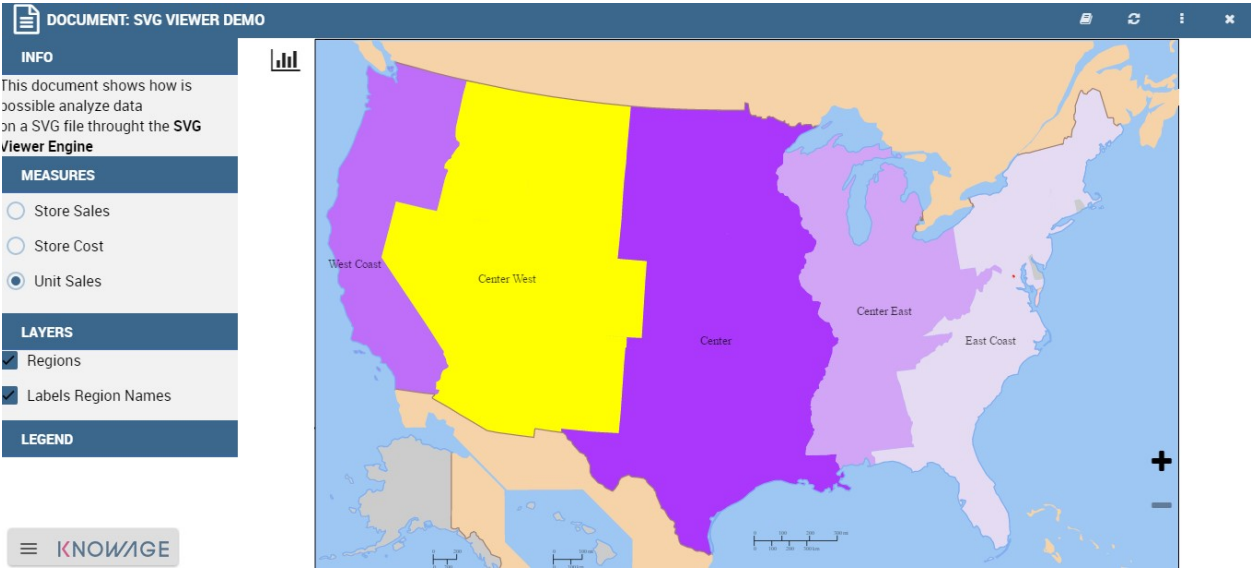 DOCUMENT: SVG VIEWER DEMO
INFO
This document shows how is
possible analyze data
on a SVG file throught the SVG
Viewer Engine
MEASURES
Store Sales
Store Cost
Unit Sales
LAYERS
Regions
Labels Region Names
LEGEND
KNOWAGE
West Coast
Center West
Center
Center East
East Coast